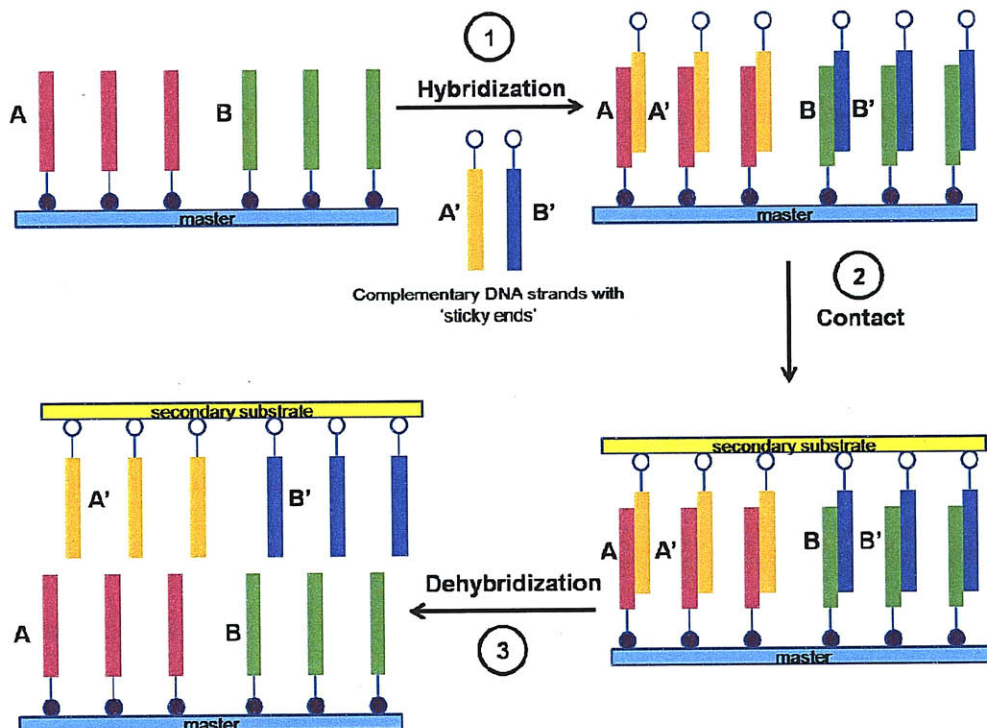 A
B
master
1
Hybridization
A'
B'
Complementary DNA strands with
'sticky ends'
A
A'
B
B'
master
2
Contact
secondary substrate
A
A'
B
B'
master
Dehybridization
3
secondary substrate
A'
B'
A
B
master